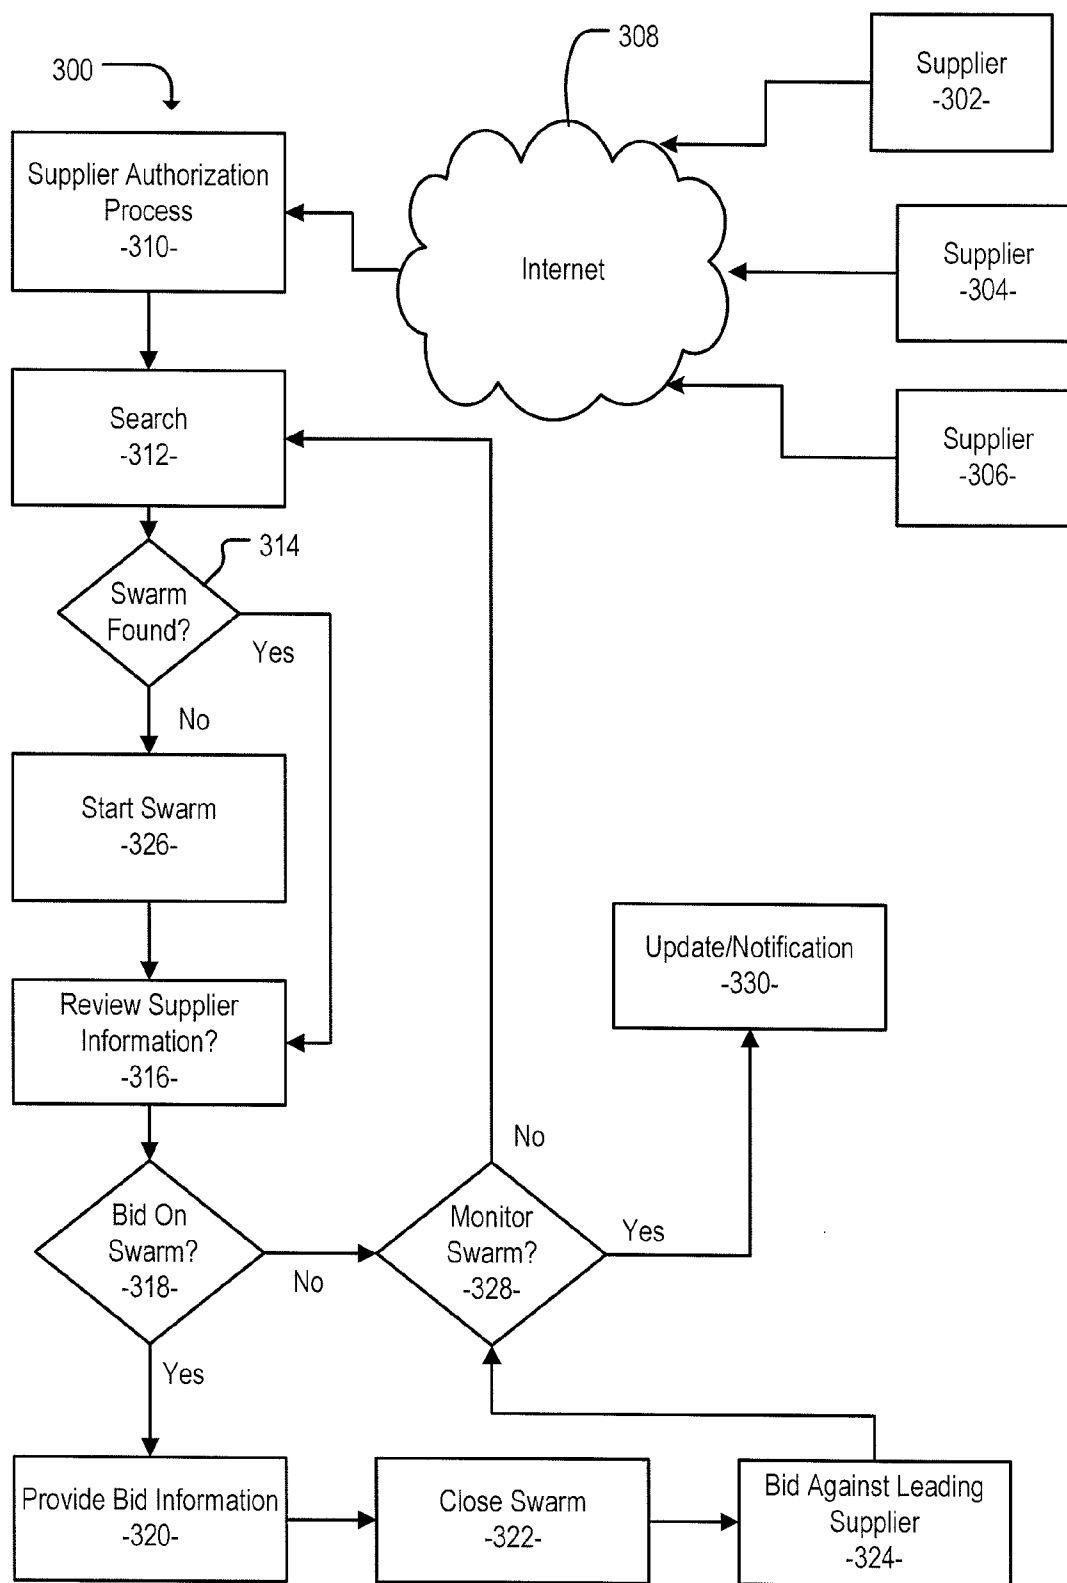 308
300
Supplier
-302-
Supplier Authorization
Process
-310-
Internet
Supplier
-304-
Search
-312-
Supplier
-306-
314
Swarm
Found?
Yes
No
Start Swarm
-326-
Update/Notification
-330-
Review Supplier
Information?
-316-
No
Bid On
Swarm?
-318-
No
Monitor
Swarm?
-328-
Yes
Yes
Provide Bid Information
-320-
Close Swarm
-322-
Bid Against Leading
Supplier
-324-